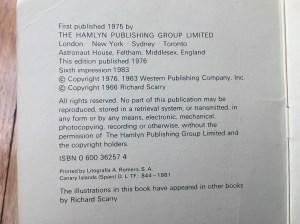 First published 1975 by
THE HAMLYN PUBLISHING GROUP LIMITED
London · New York · Sydney · Toronto
Astronaut House, Feltham, Middlesex, England
This edition published 1976
Sixth impression 1983
© Copyright 1976, 1963 Western Publishing Company, Inc.
© Copyright 1966 Richard Scarry
All rights reserved. No part of this publication may be
reproduced, stored in a retrieval system, or transmitted, in
any form or by any means, electronic, mechanical,
photocopying, recording or otherwise, without the
permission of The Hamlyn Publishing Group Limited and
the copyright holders.
ISBN 0 600 36257 4
Printed by Litografia A. Romero, S. A.
Canary Islands (Spain) D. L. TF: 844 - 1981
The illustrations in this book have appeared in other books
by Richard Scarry